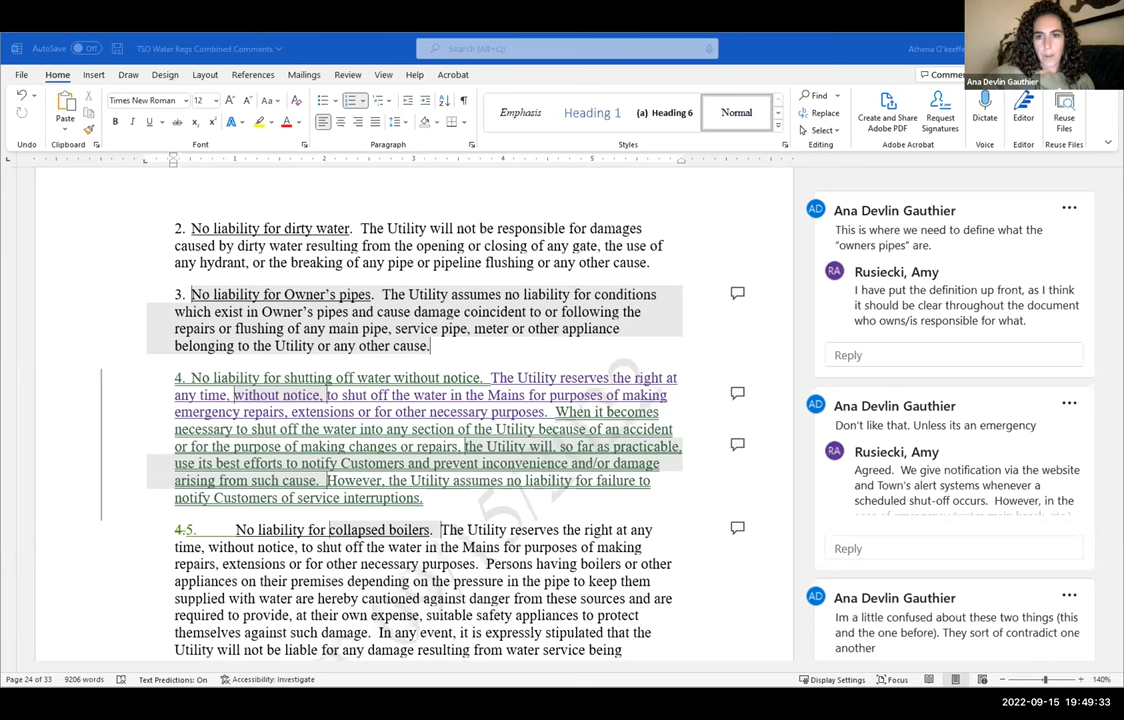 AutoSave Off TSO Water Regs Combined Comments Search (Alt+Q) Athena O'keeffe
Ana Devlin Gauthier
File Home Insert Draw Design Layout References Mailings Review View Help Acrobat Comme
Paste
Times New Roman 12
Emphasis Heading 1 (a) Heading 6 Normal
Find
Replace
Select
Create and Share Adobe PDF
Request Signatures
Dictate
Editor
Reuse Files
Undo Clipboard Font Paragraph Styles Editing Adobe Acrobat Voice Editor Reuse Files
2. No liability for dirty water. The Utility will not be responsible for damages
caused by dirty water resulting from the opening or closing of any gate, the use of
any hydrant, or the breaking of any pipe or pipeline flushing or any other cause.
3. No liability for Owner's pipes. The Utility assumes no liability for conditions
which exist in Owner's pipes and cause damage coincident to or following the
repairs or flushing of any main pipe, service pipe, meter or other appliance
belonging to the Utility or any other cause.
4. No liability for shutting off water without notice. The Utility reserves the right at
any time, without notice, to shut off the water in the Mains for purposes of making
emergency repairs, extensions or for other necessary purposes. When it becomes
necessary to shut off the water into any section of the Utility because of an accident
or for the purpose of making changes or repairs, the Utility will, so far as practicable,
use its best efforts to notify Customers and prevent inconvenience and/or damage
arising from such cause. However, the Utility assumes no liability for failure to
notify Customers of service interruptions.
4.5. No liability for collapsed boilers. The Utility reserves the right at any
time, without notice, to shut off the water in the Mains for purposes of making
repairs, extensions or for other necessary purposes. Persons having boilers or other
appliances on their premises depending on the pressure in the pipe to keep them
supplied with water are hereby cautioned against danger from these sources and are
required to provide, at their own expense, suitable safety appliances to protect
themselves against such damage. In any event, it is expressly stipulated that the
Utility will not be liable for any damage resulting from water service being
AD Ana Devlin Gauthier
This is where we need to define what the
"owners pipes" are.
RA Rusiecki, Amy
I have put the definition up front, as I think
it should be clear throughout the document
who owns/is responsible for what.
Reply
AD Ana Devlin Gauthier
Don't like that. Unless its an emergency
RA Rusiecki, Amy
Agreed. We give notification via the website
and Town's alert systems whenever a
scheduled shut-off occurs. However, in the
Reply
AD Ana Devlin Gauthier
Im a little confused about these two things (this
and the one before). They sort of contradict one
another
Page 24 of 33 9206 words Text Predictions: On Accessibility: Investigate Display Settings Focus 140%
2022-09-15 19:49:33